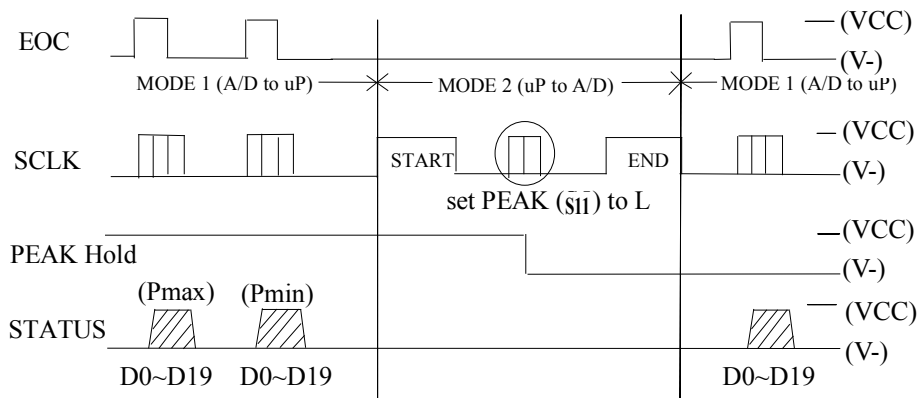 EOC
(VCC)
(V-)
MODE 1 (A/D to uP)
MODE 2 (uP to A/D)
MODE 1 (A/D to uP)
SCLK
START
END
(VCC)
(V-)
set PEAK (S11) to L
PEAK Hold
(VCC)
(V-)
STATUS
(Pmax)
(Pmin)
(VCC)
(V-)
D0~D19
D0~D19
D0~D19